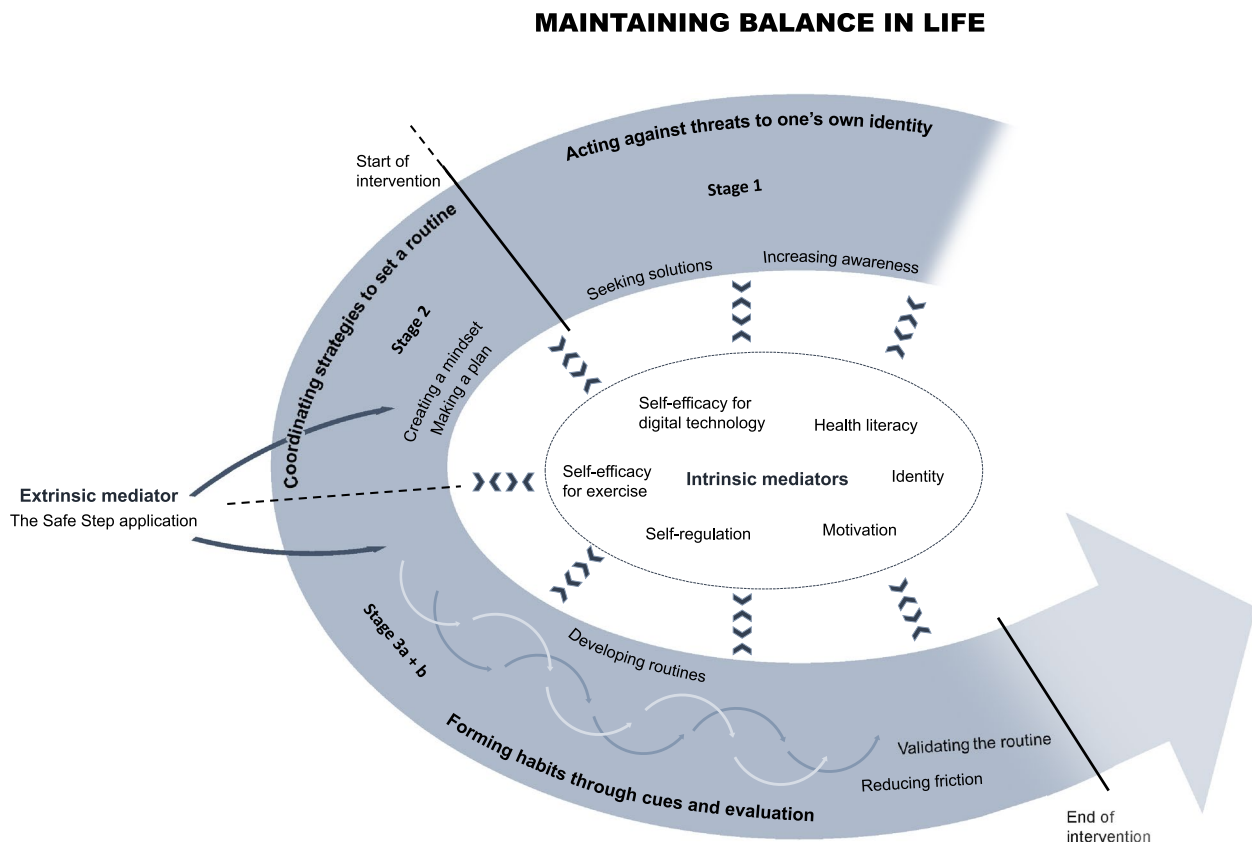 MAINTAINING BALANCE IN LIFE
Acting against threats to one's own identity
Stage 1
Increasing awareness
Seeking solutions
Start of
intervention
Coordinating strategies to set a routine
Stage 2
Creating a mindset
Making a plan
Extrinsic mediator
The Safe Step application
Self-efficacy for
digital technology
Health literacy
Self-efficacy
for exercise
Intrinsic mediators
Identity
Self-regulation
Motivation
Stage 3a + b
Developing routines
Forming habits through cues and evaluation
Validating the routine
Reducing friction
End of
intervention